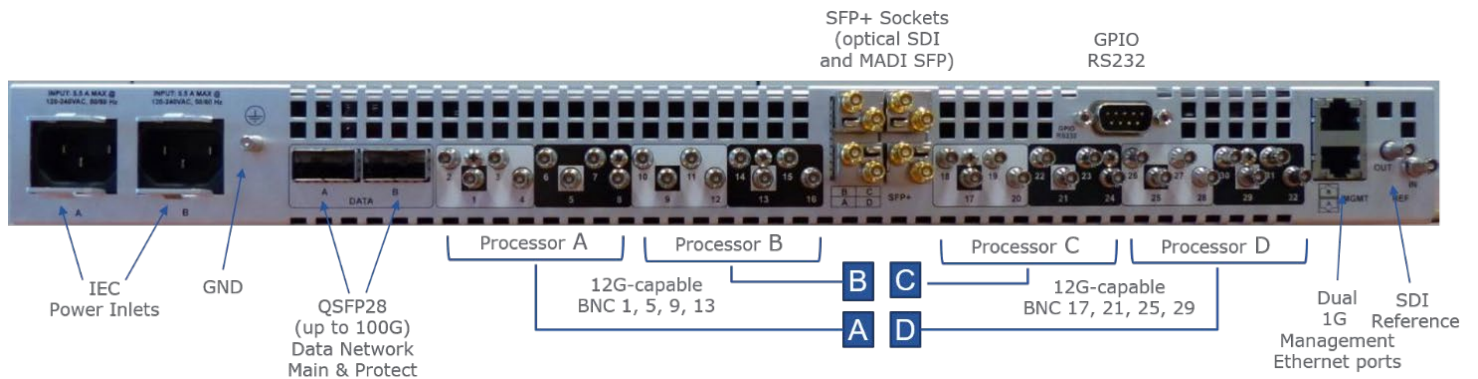 SFP+ Sockets
(optical SDI
and MADI SFP)
GPIO
RS232
INPUT: 5.5 A MAX @
120-240VAC, 50/60 Hz
INPUT: 5.5 A MAX @
120-240VAC, 50/60 Hz
GPIO
RS232
A
B
DATA
A
B
2
3
1
4
6
7
5
8
10
11
9
12
14
15
13
16
B C
A D
SFP+
18
19
17
20
22
23
21
24
26
27
25
28
30
31
29
32
MGMT
OUT
IN
REF
Processor A
Processor B
Processor C
Processor D
IEC
Power Inlets
GND
QSFP28
(up to 100G)
Data Network
Main & Protect
12G-capable
BNC 1, 5, 9, 13
B
C
A
D
12G-capable
BNC 17, 21, 25, 29
Dual
1G
Management
Ethernet ports
SDI
Reference